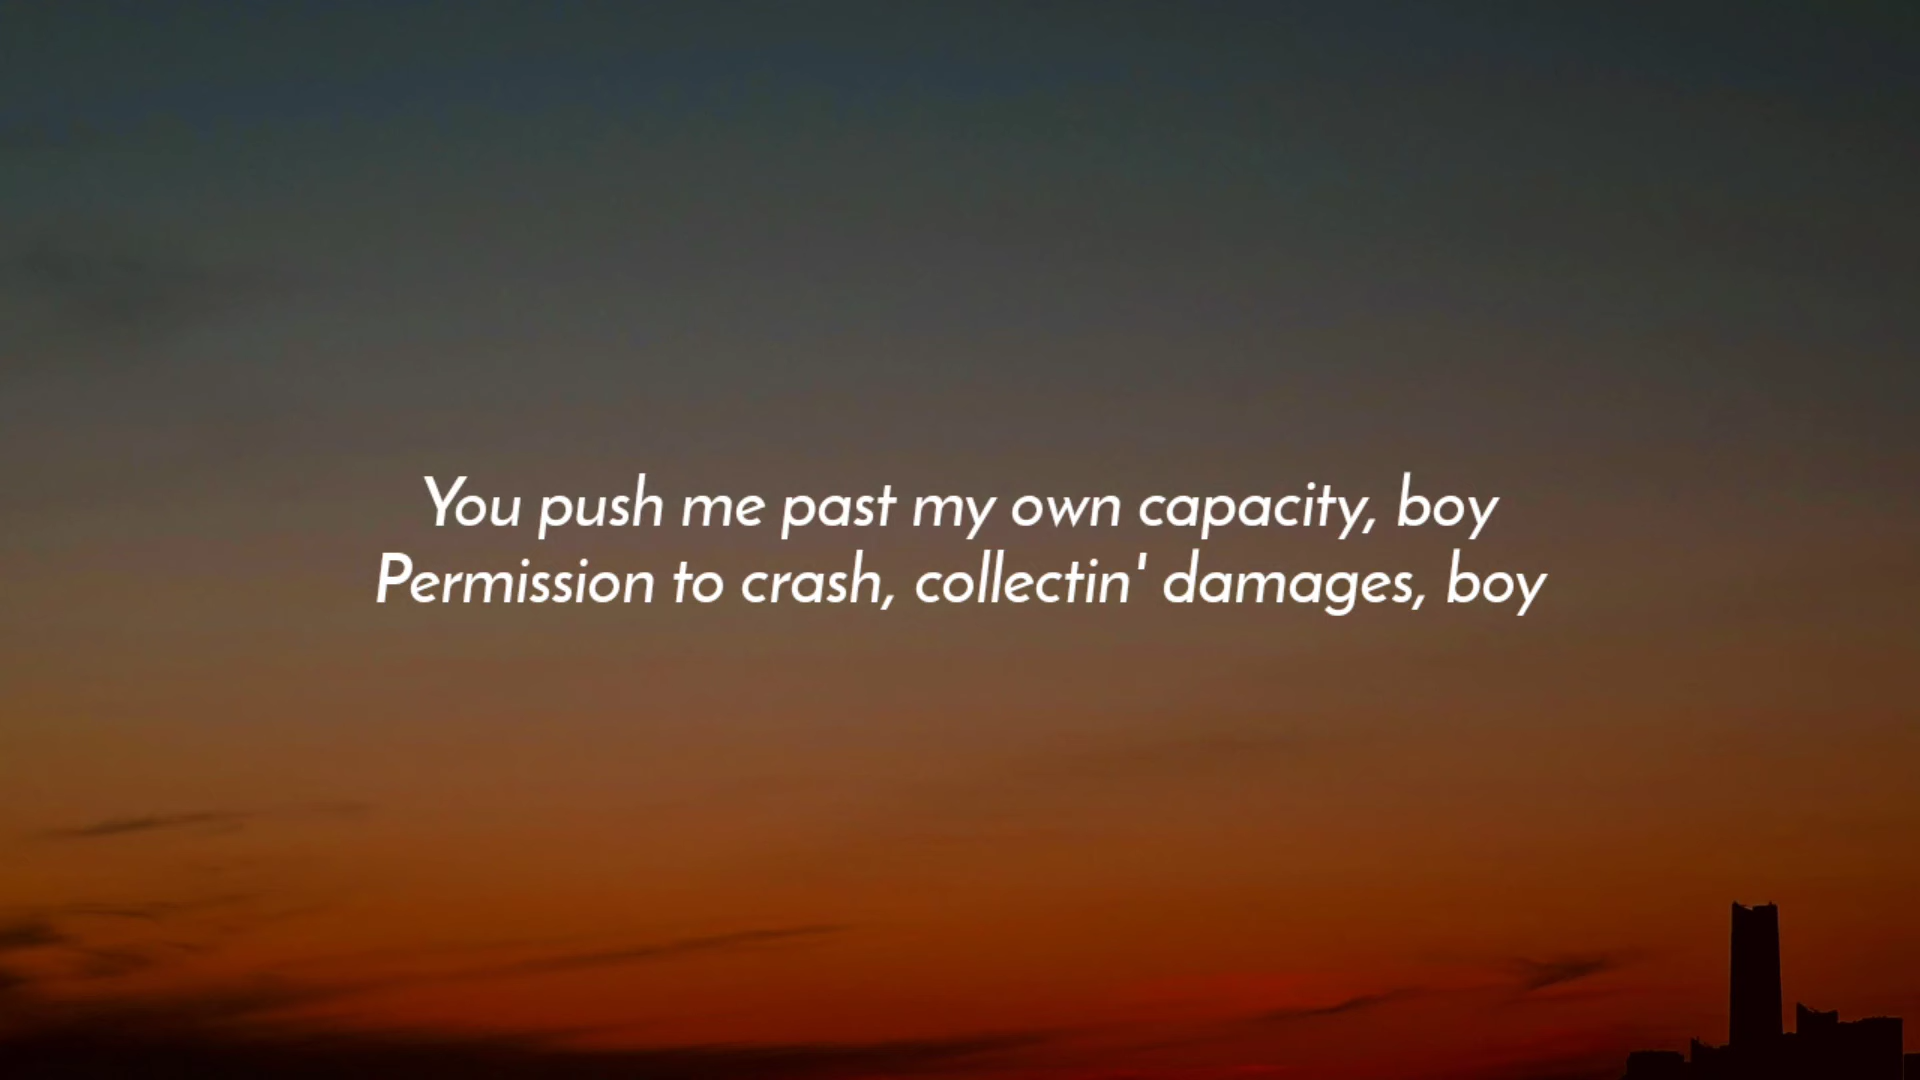 You push me past my own capacity, boy
Permission to crash, collectin' damages, boy